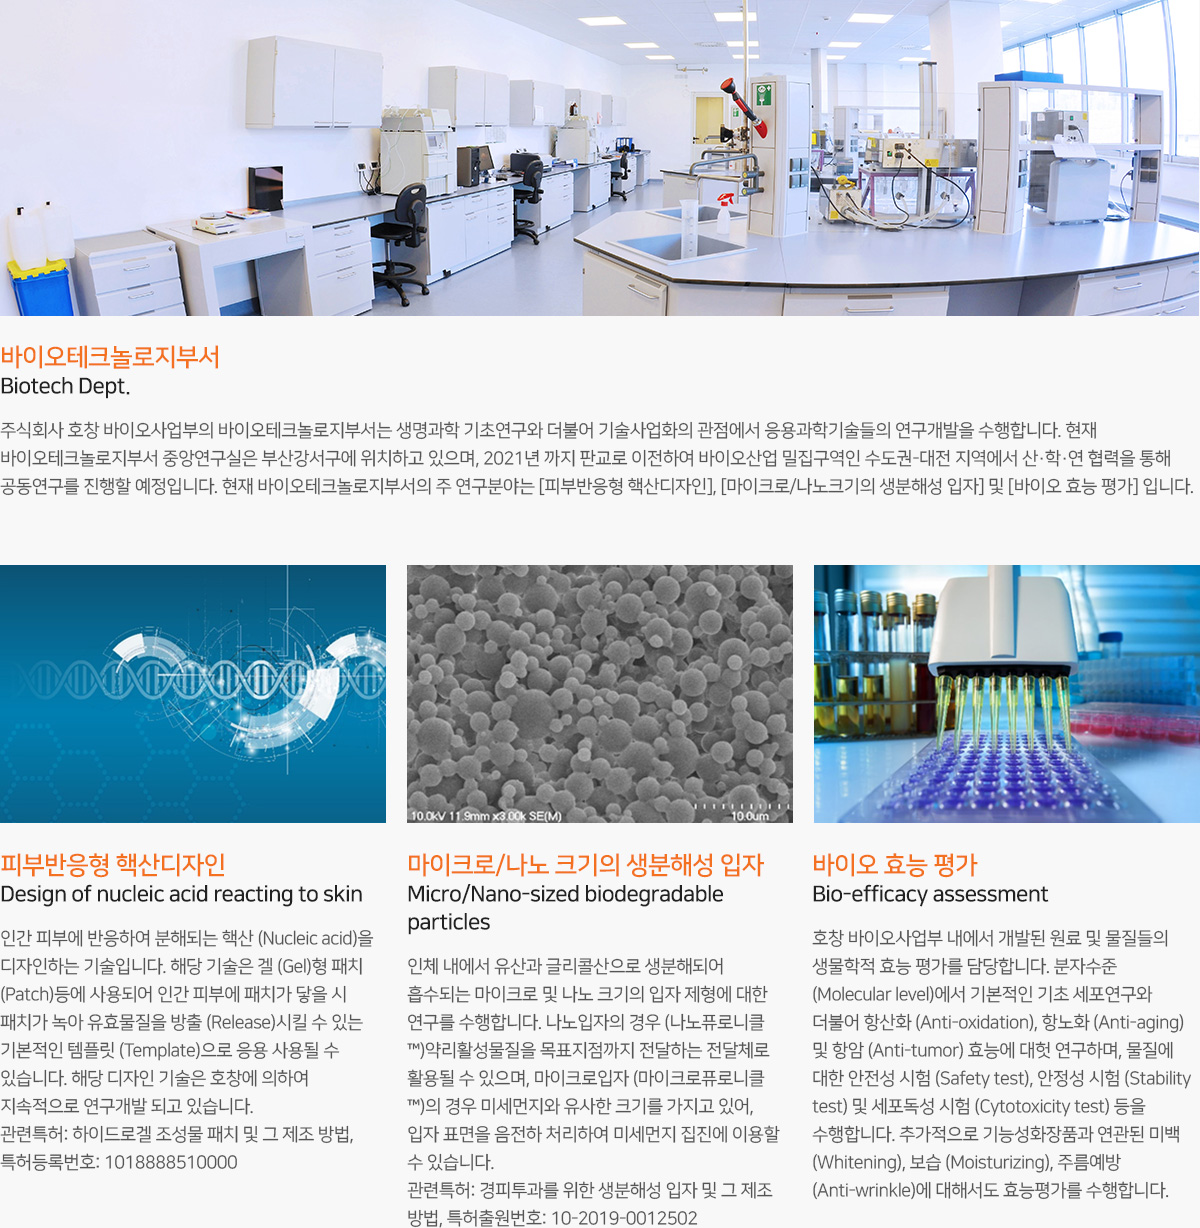 바이오테크놀로지부서
Biotech Dept.
주식회사 호창 바이오사업부의 바이오테크놀로지부서는 생명과학 기초연구와 더불어 기술사업화의 관점에서 응용과학기술들의 연구개발을 수행합니다. 현재
바이오테크놀로지부서 중앙연구실은 부산강서구에 위치하고 있으며, 2021년 까지 판교로 이전하여 바이오산업 밀집구역인 수도권-대전 지역에서 산·학·연 협력을 통해
공동연구를 진행할 예정입니다. 현재 바이오테크놀로지부서의 주 연구분야는 [피부반응형 핵산디자인], [마이크로/나노크기의 생분해성 입자] 및 [바이오 효능 평가] 입니다.
10.0kV 11.9mm x3.00k SE(M)
10.0um
피부반응형 핵산디자인
Design of nucleic acid reacting to skin
인간 피부에 반응하여 분해되는 핵산 (Nucleic acid)을
디자인하는 기술입니다. 해당 기술은 겔 (Gel)형 패치
(Patch)등에 사용되어 인간 피부에 패치가 닿을 시
패치가 녹아 유효물질을 방출 (Release)시킬 수 있는
기본적인 템플릿 (Template)으로 응용 사용될 수
있습니다. 해당 디자인 기술은 호창에 의하여
지속적으로 연구개발 되고 있습니다.
관련특허: 하이드로겔 조성물 패치 및 그 제조 방법,
특허등록번호: 1018888510000
마이크로/나노 크기의 생분해성 입자
Micro/Nano-sized biodegradable
particles
인체 내에서 유산과 글리콜산으로 생분해되어
흡수되는 마이크로 및 나노 크기의 입자 제형에 대한
연구를 수행합니다. 나노입자의 경우 (나노퓨로니클
™)약리활성물질을 목표지점까지 전달하는 전달체로
활용될 수 있으며, 마이크로입자 (마이크로퓨로니클
™)의 경우 미세먼지와 유사한 크기를 가지고 있어,
입자 표면을 음전하 처리하여 미세먼지 집진에 이용할
수 있습니다.
관련특허: 경피투과를 위한 생분해성 입자 및 그 제조
방법, 특허출원번호: 10-2019-0012502
바이오 효능 평가
Bio-efficacy assessment
호창 바이오사업부 내에서 개발된 원료 및 물질들의
생물학적 효능 평가를 담당합니다. 분자수준
(Molecular level)에서 기본적인 기초 세포연구와
더불어 항산화 (Anti-oxidation), 항노화 (Anti-aging)
및 항암 (Anti-tumor) 효능에 대헛 연구하며, 물질에
대한 안전성 시험 (Safety test), 안정성 시험 (Stability
test) 및 세포독성 시험 (Cytotoxicity test) 등을
수행합니다. 추가적으로 기능성화장품과 연관된 미백
(Whitening), 보습 (Moisturizing), 주름예방
(Anti-wrinkle)에 대해서도 효능평가를 수행합니다.